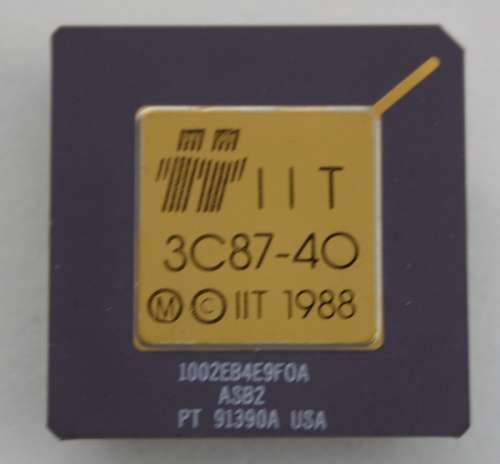 IIT
3C87-40
Ⓜ © IIT 1988
1002EB4E9F0A
ASB2
PT 91390A USA